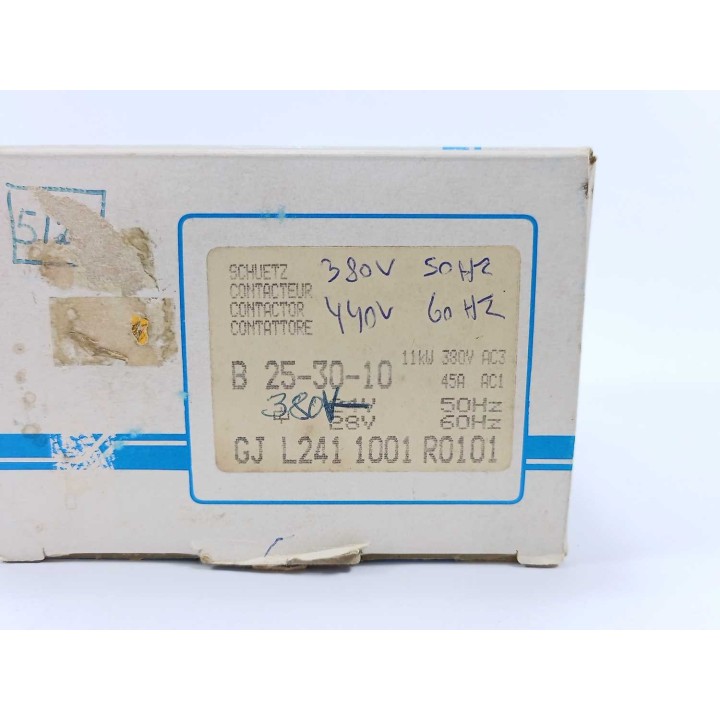 512
SCHUETZ 380V 50HZ
CONTACTEUR
CONTACTOR 440V 60HZ
CONTATTORE
B 25-30-10 11kW 380V AC3
45A AC1
380V 24V 50Hz
28V 60Hz
GJ L241 1001 R0101